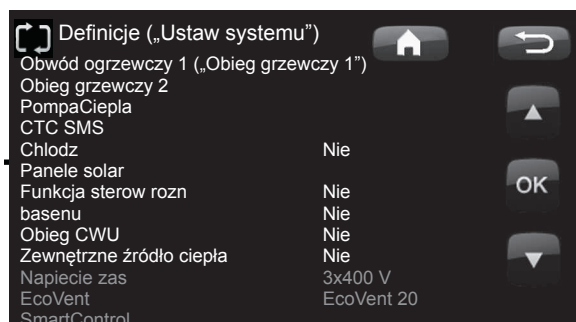 Definicje („Ustaw systemu”)
Obwód ogrzewczy 1 („Obieg grzewczy 1”)
Obieg grzewczy 2
PompaCiepla
CTC SMS
Chlodz Nie
Panele solar
Funkcja sterow rozn Nie
basenu Nie
Obieg CWU Nie
Zewnętrzne źródło ciepła Nie
Napiecie zas 3x400 V
EcoVent EcoVent 20
SmartControl
OK